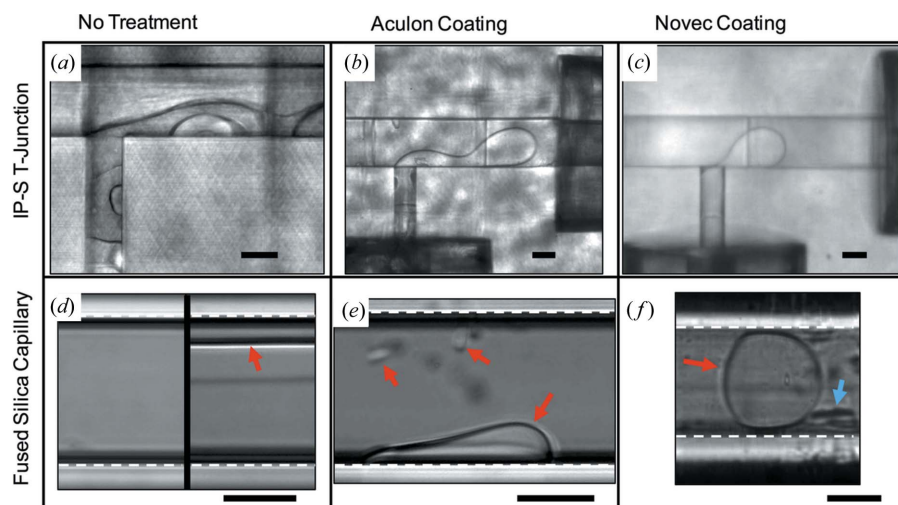 No Treatment
Aculon Coating
Novec Coating
IP-S T-Junction
(a)
(b)
(c)
Fused Silica Capillary
(d)
(e)
(f)